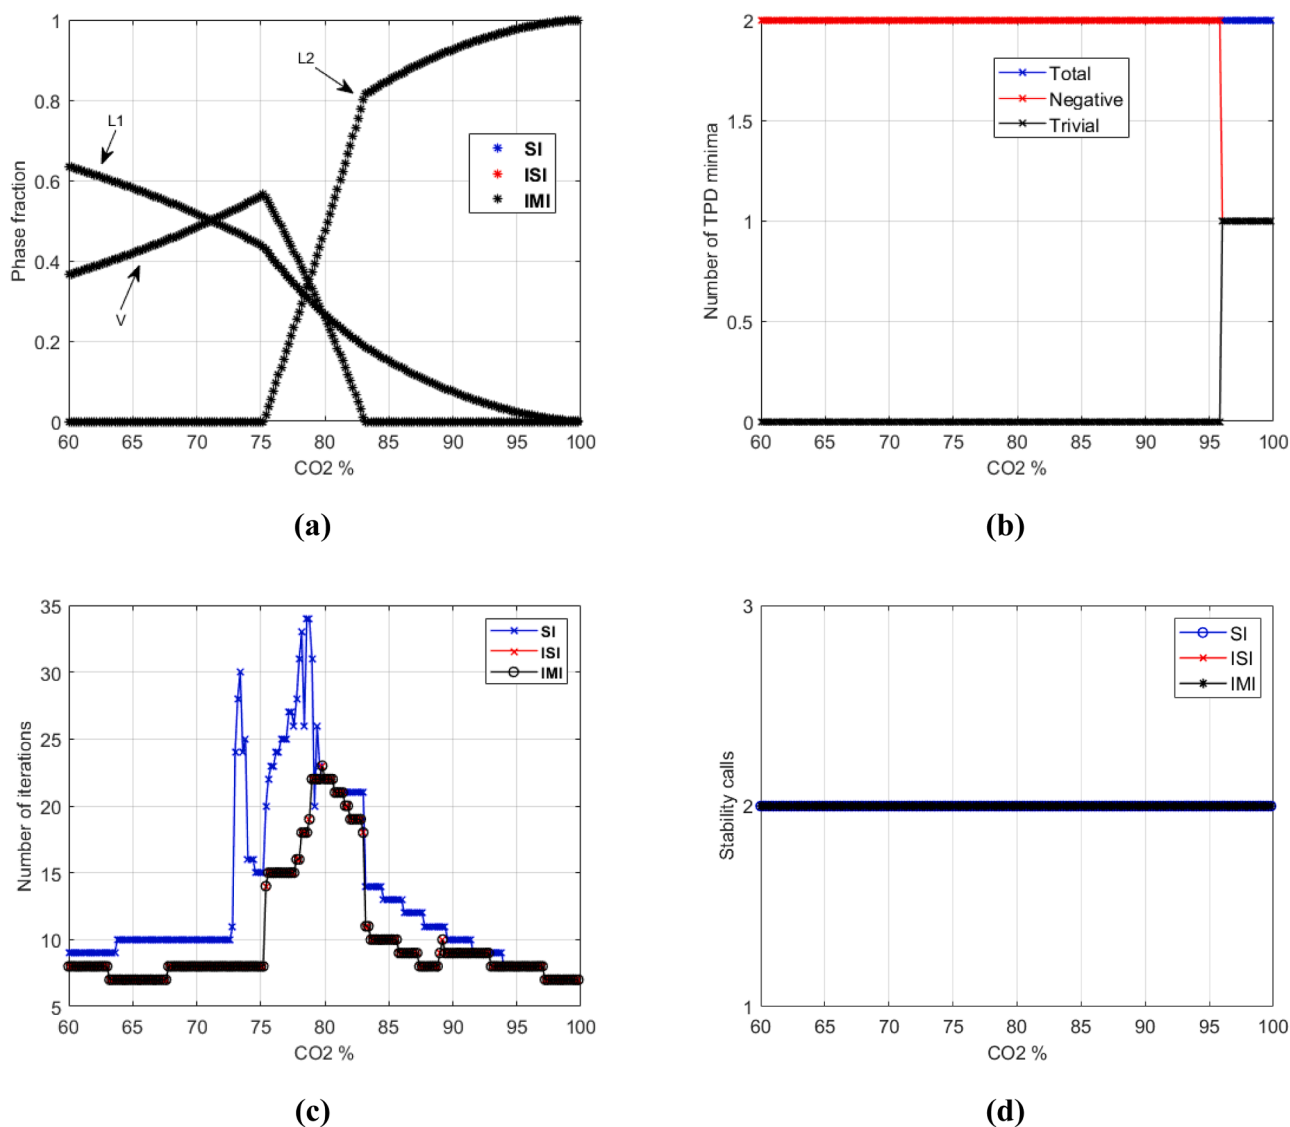 1
0.8
0.6
0.4
0.2
0
Phase fraction
L1
V
L2
SI
ISI
IMI
60 65 70 75 80 85 90 95 100
CO2 %
(a)
2
1.5
1
0.5
0
Number of TPD minima
Total
Negative
Trivial
60 65 70 75 80 85 90 95 100
CO2 %
(b)
35
30
25
20
15
10
5
Number of iterations
SI
ISI
IMI
60 65 70 75 80 85 90 95 100
CO2 %
(c)
3
2
1
Stability calls
SI
ISI
IMI
60 65 70 75 80 85 90 95 100
CO2 %
(d)